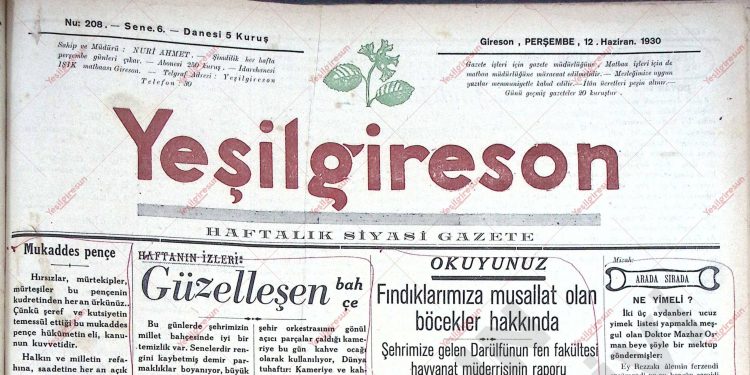 Nu: 208. — Sene. 6. — Danesi 5 Kuruş
Gireson, PERŞEMBE, 12. Haziran. 1930
Sahip ve Müdürü: NURİ AHMET. Şimdilik her hafta
perşembe günleri çıkar. — Abonesi 250 kuruş. — İdarehanesi
IŞIK matbaası Gireson. — Telgraf Adresi: Yeşilgireson
Telefon: 30
Gazete işleri için gazete müdürlüğüne. Matbaa işleri için de
matbaa müdürlüğüne müracaat edilmelidir. — Mesleğimize uygun
yazılar memnuniyetle kabul edilir. — İlân ücretleri peşin alınır. —
Günü geçmiş gazeteler 20 kuruştur.
Yeşilgireson
HAFTALIK SİYASİ GAZETE
Mukaddes pençe
Hırsızlar, mürtekipler,
mürteşiler bu pençenin
kudretinden her an ürkünüz..
Çünkü şeref ve kutsiyetin
temessül ettiği bu mukaddes
pençe hükümetin eli, kanu-
nun kuvvetidir.
Halkın ve milletin refa-
hına, saadetine her an açık
HAFTANIN İZLERİ:
Güzelleşen bah
çe
Bu günlerde şehrimizin
millet bahçesinde iyi bir
temizlik var. Senelerdir ren-
gini kaybetmiş demir par-
maklıklar boyanıyor, büyük
şehir orkestrasının gönül
açıcı parçalar çaldığı kame-
riye bu gün kahve ocağı
olarak kullanılıyor, Dünya
tuhaftır: Kameriye ve kah-
OKUYUNUZ
Fındıklarımıza musallat olan
böcekler hakkında
Şehrimize gelen Darülfünun fen fakültesi
hayvanat müderrisinin raporu
Mizah:
ARADA SIRADA
NE YİMELİ ?
İki üç aydanberi ucuz
yimek listesi yapmakla meş-
gul olan Doktor Mazhar Os-
man beye şöyle bir mektup
göndermişler:
Ey Rezzakı âlemin ferzendi